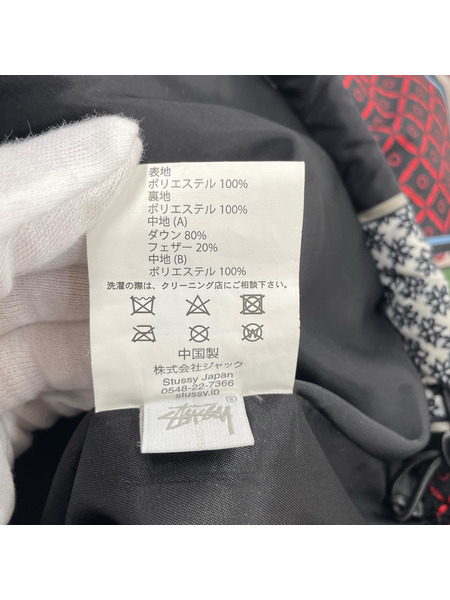 表地
ポリエステル 100%
裏地
ポリエステル 100%
中地 (A)
ダウン 80%
フェザー 20%
中地 (B)
ポリエステル 100%
洗濯の際は、クリーニング店にご相談下さい。
中国製
株式会社ジャック
Stussy Japan
0548-22-7366
stussy.jp
STÜSSY ®